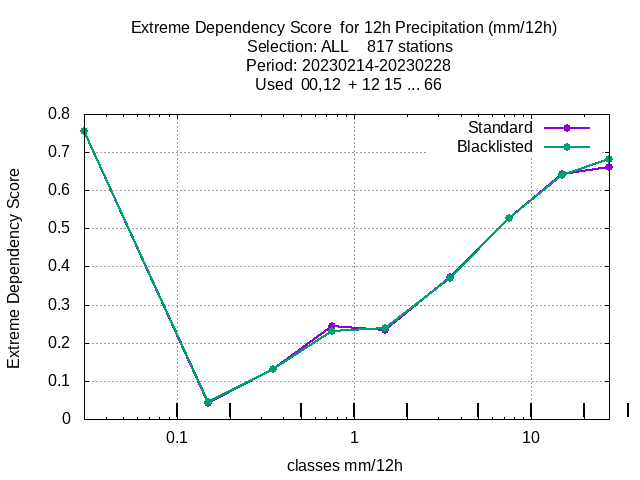 Extreme Dependency Score  for 12h Precipitation (mm/12h)
Selection: ALL    817 stations
Period: 20230214-20230228
Used  00,12  + 12 15 ... 66
Standard
Blacklisted
Extreme Dependency Score
0.8
0.7
0.6
0.5
0.4
0.3
0.2
0.1
0
0.1 1 10
classes mm/12h